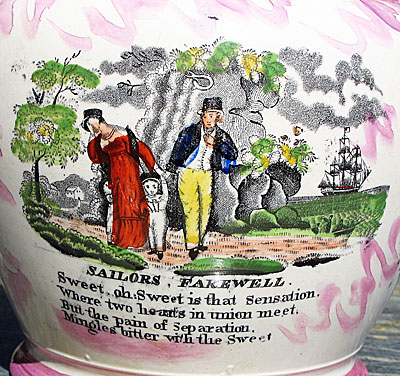 SAILORS FAREWELL.
Sweet, oh, Sweet is that Sensation,
Where two hearts in union meet,
But the pain of Separation,
Mingles bitter with the Sweet